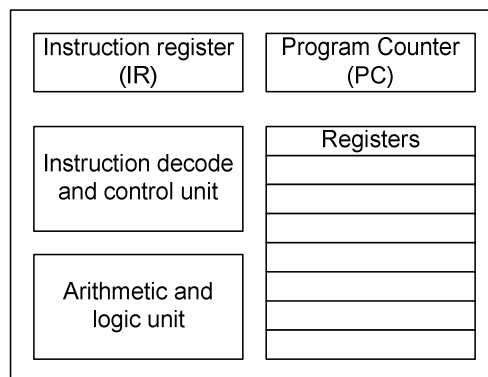 Instruction register
(IR)
Program Counter
(PC)
Instruction decode
and control unit
Registers
Arithmetic and
logic unit